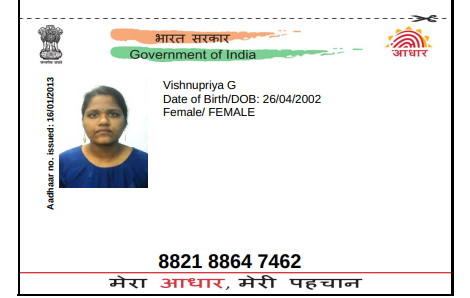 भारत सरकार
Government of India
आधार
Aadhaar no. issued: 16/01/2013
Vishnupriya G
Date of Birth/DOB: 26/04/2002
Female/ FEMALE
8821 8864 7462
मेरा आधार, मेरी पहचान